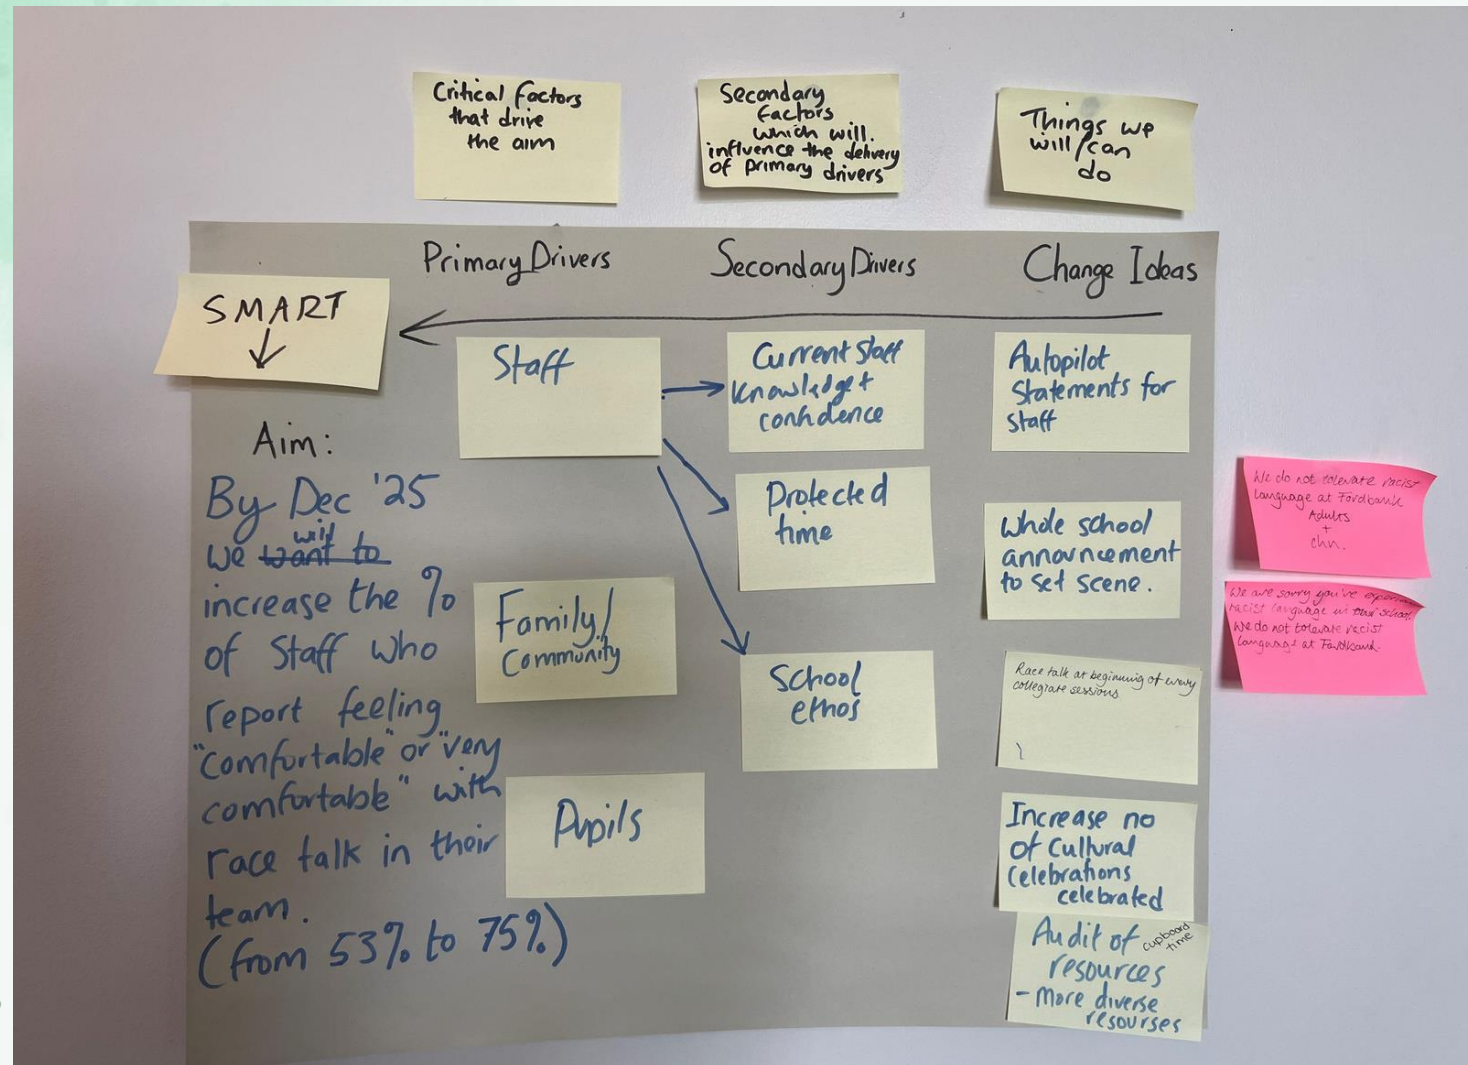 Critical factors
that drive
the aim
Secondary
Factors
which will.
influence the delivery
of primary drivers
Things we
will/can
do
Primary Drivers
Secondary Drivers
Change Ideas
SMART
Aim:
By Dec '25
will
we want to
increase the %
of Staff who
report feeling
"comfortable" or "very
comfortable" with
race talk in their
team.
(from 53% to 75%)
Staff
Family/
Community
Pupils
Current Staff
knowledge +
confidence
Protected
time
School
ethos
Autopilot
Statements for
staff
Whole school
announcement
to set scene.
Race talk at beginning of every
collegiate sessions
Increase no
of Cultural
Celebrations
celebrated
Audit of
cupboard
time
resources
- More diverse
resourses
We do not tolerate racist
language at Fordbank
Adults
+
chn.
We are sorry you've
racist language in school.
We do not tolerate racist
language at Fordbank.